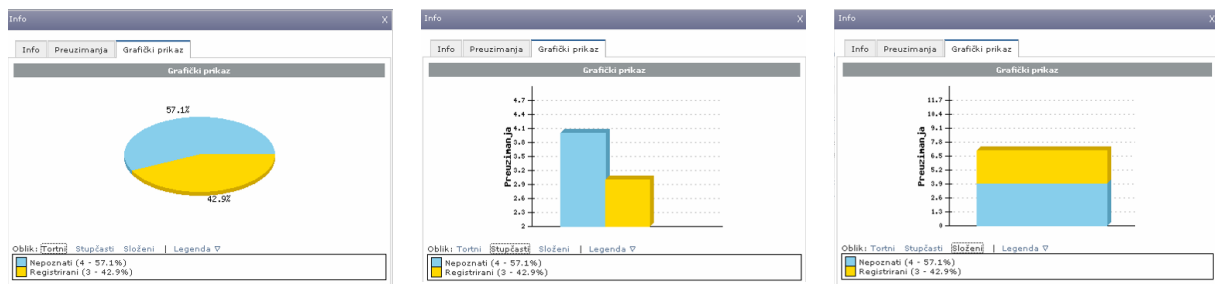 Info X
Info Preuzimanja Grafički prikaz
Grafički prikaz
57.1%
42.9%
Oblik: Tortni Stupčasti Složeni | Legenda ∇
Nepoznati (4 - 57.1%)
Registrirani (3 - 42.9%)
Info X
Info Preuzimanja Grafički prikaz
Grafički prikaz
Preuzimanja
4.7
4.4
4.1
3.8
3.5
3.2
2.9
2.6
2.3
2
Oblik: Tortni Stupčasti Složeni | Legenda ∇
Nepoznati (4 - 57.1%)
Registrirani (3 - 42.9%)
Info X
Info Preuzimanja Grafički prikaz
Grafički prikaz
Preuzimanja
11.7
10.4
9.1
7.8
6.5
5.2
3.9
2.6
1.3
0
Oblik: Tortni Stupčasti Složeni | Legenda ∇
Nepoznati (4 - 57.1%)
Registrirani (3 - 42.9%)